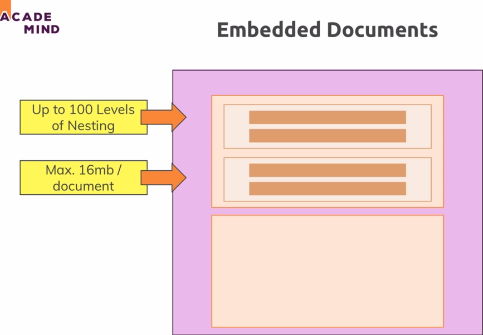 ACADE
MIND
Embedded Documents
Up to 100 Levels
of Nesting
Max. 16mb /
document